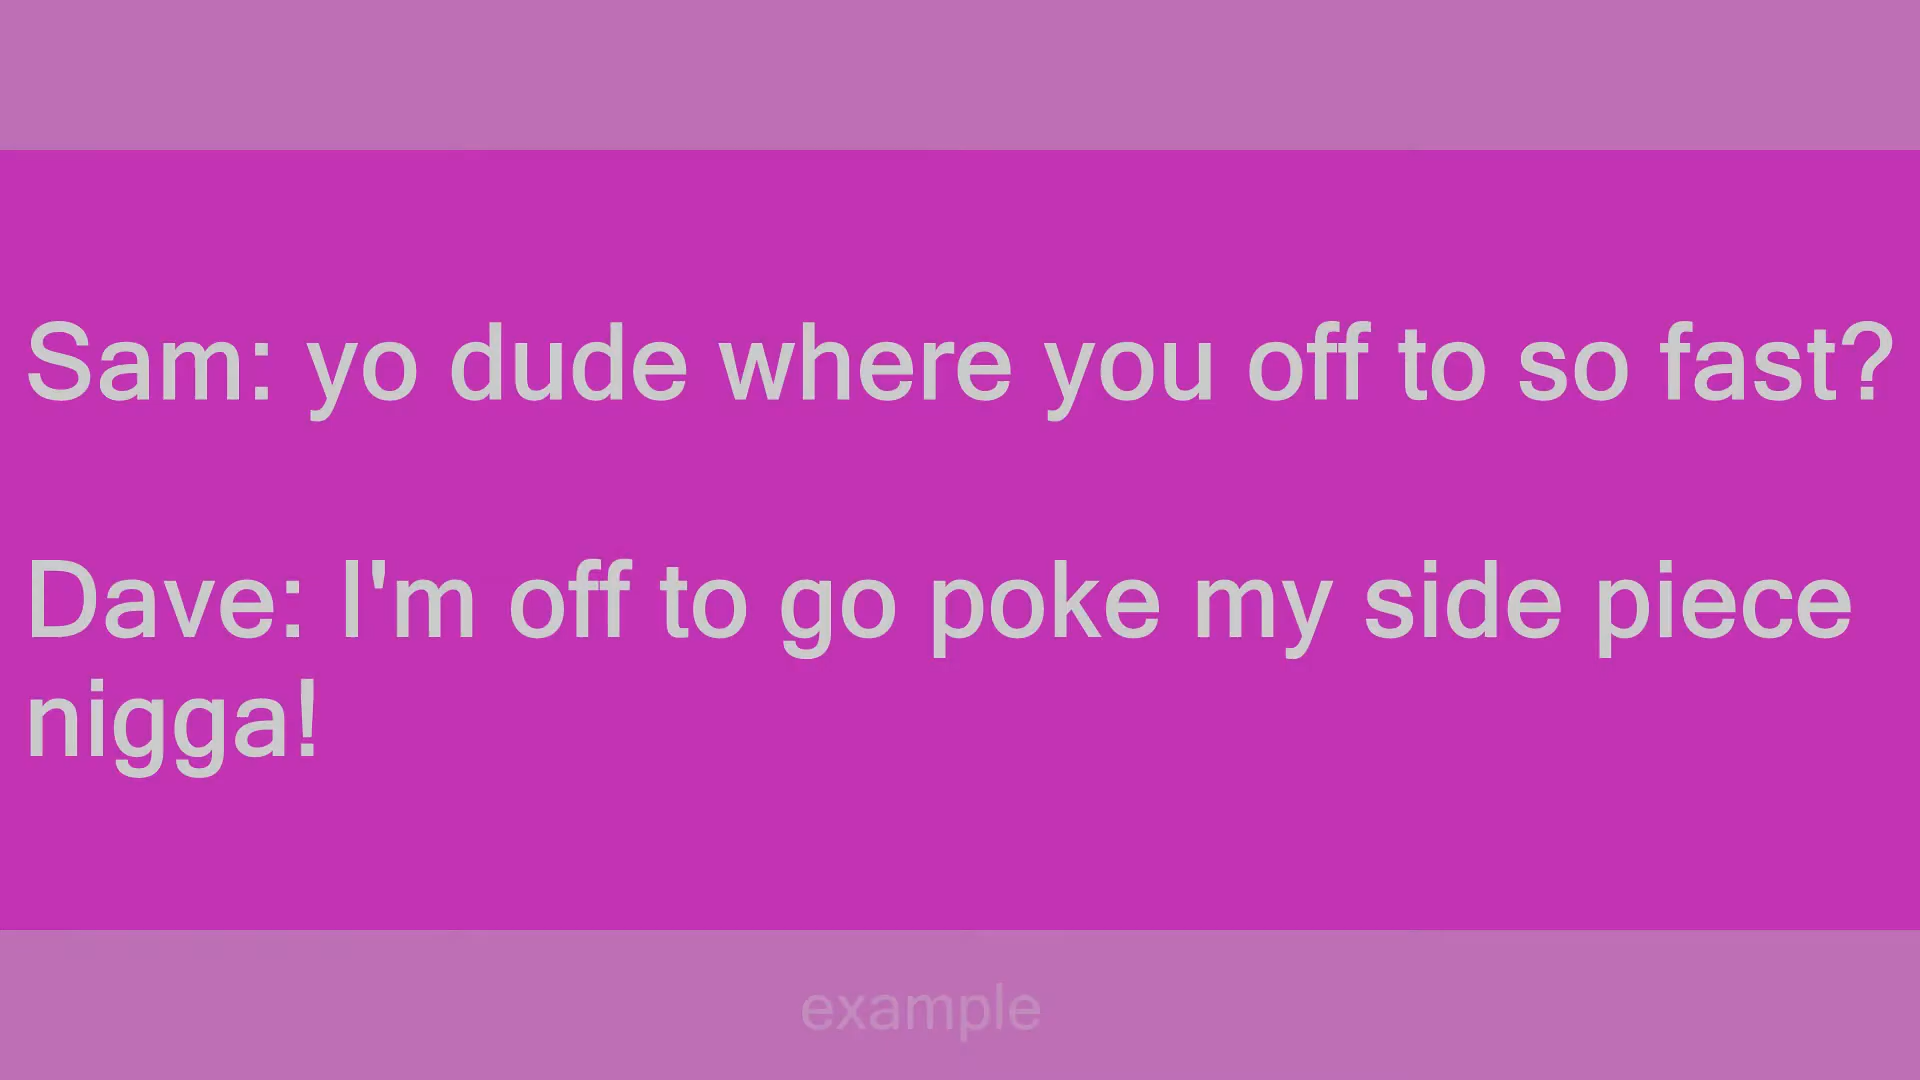 Sam: yo dude where you off to so fast?
Dave: I'm off to go poke my side piece
nigga!
example